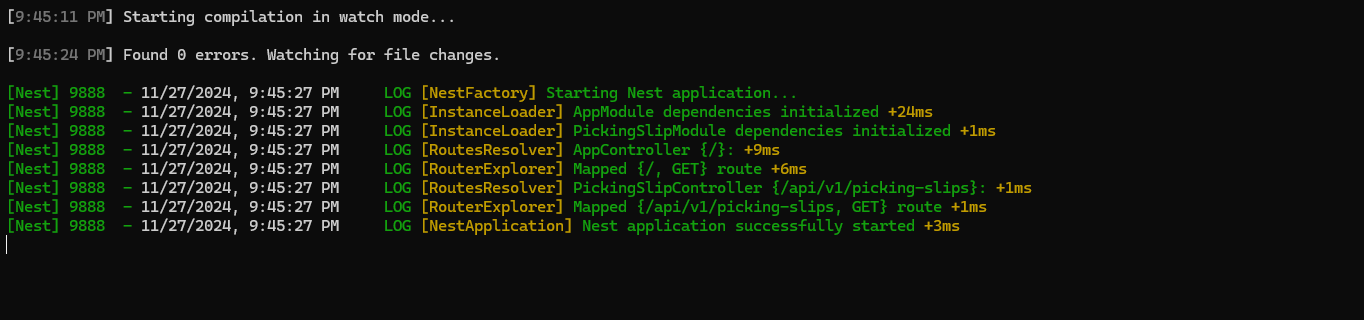 [9:45:11 PM] Starting compilation in watch mode...
[9:45:24 PM] Found 0 errors. Watching for file changes.
[Nest] 9888  - 11/27/2024, 9:45:27 PM     LOG [NestFactory] Starting Nest application...
[Nest] 9888  - 11/27/2024, 9:45:27 PM     LOG [InstanceLoader] AppModule dependencies initialized +24ms
[Nest] 9888  - 11/27/2024, 9:45:27 PM     LOG [InstanceLoader] PickingSlipModule dependencies initialized +1ms
[Nest] 9888  - 11/27/2024, 9:45:27 PM     LOG [RoutesResolver] AppController {/}: +9ms
[Nest] 9888  - 11/27/2024, 9:45:27 PM     LOG [RouterExplorer] Mapped {/, GET} route +6ms
[Nest] 9888  - 11/27/2024, 9:45:27 PM     LOG [RoutesResolver] PickingSlipController {/api/v1/picking-slips}: +1ms
[Nest] 9888  - 11/27/2024, 9:45:27 PM     LOG [RouterExplorer] Mapped {/api/v1/picking-slips, GET} route +1ms
[Nest] 9888  - 11/27/2024, 9:45:27 PM     LOG [NestApplication] Nest application successfully started +3ms